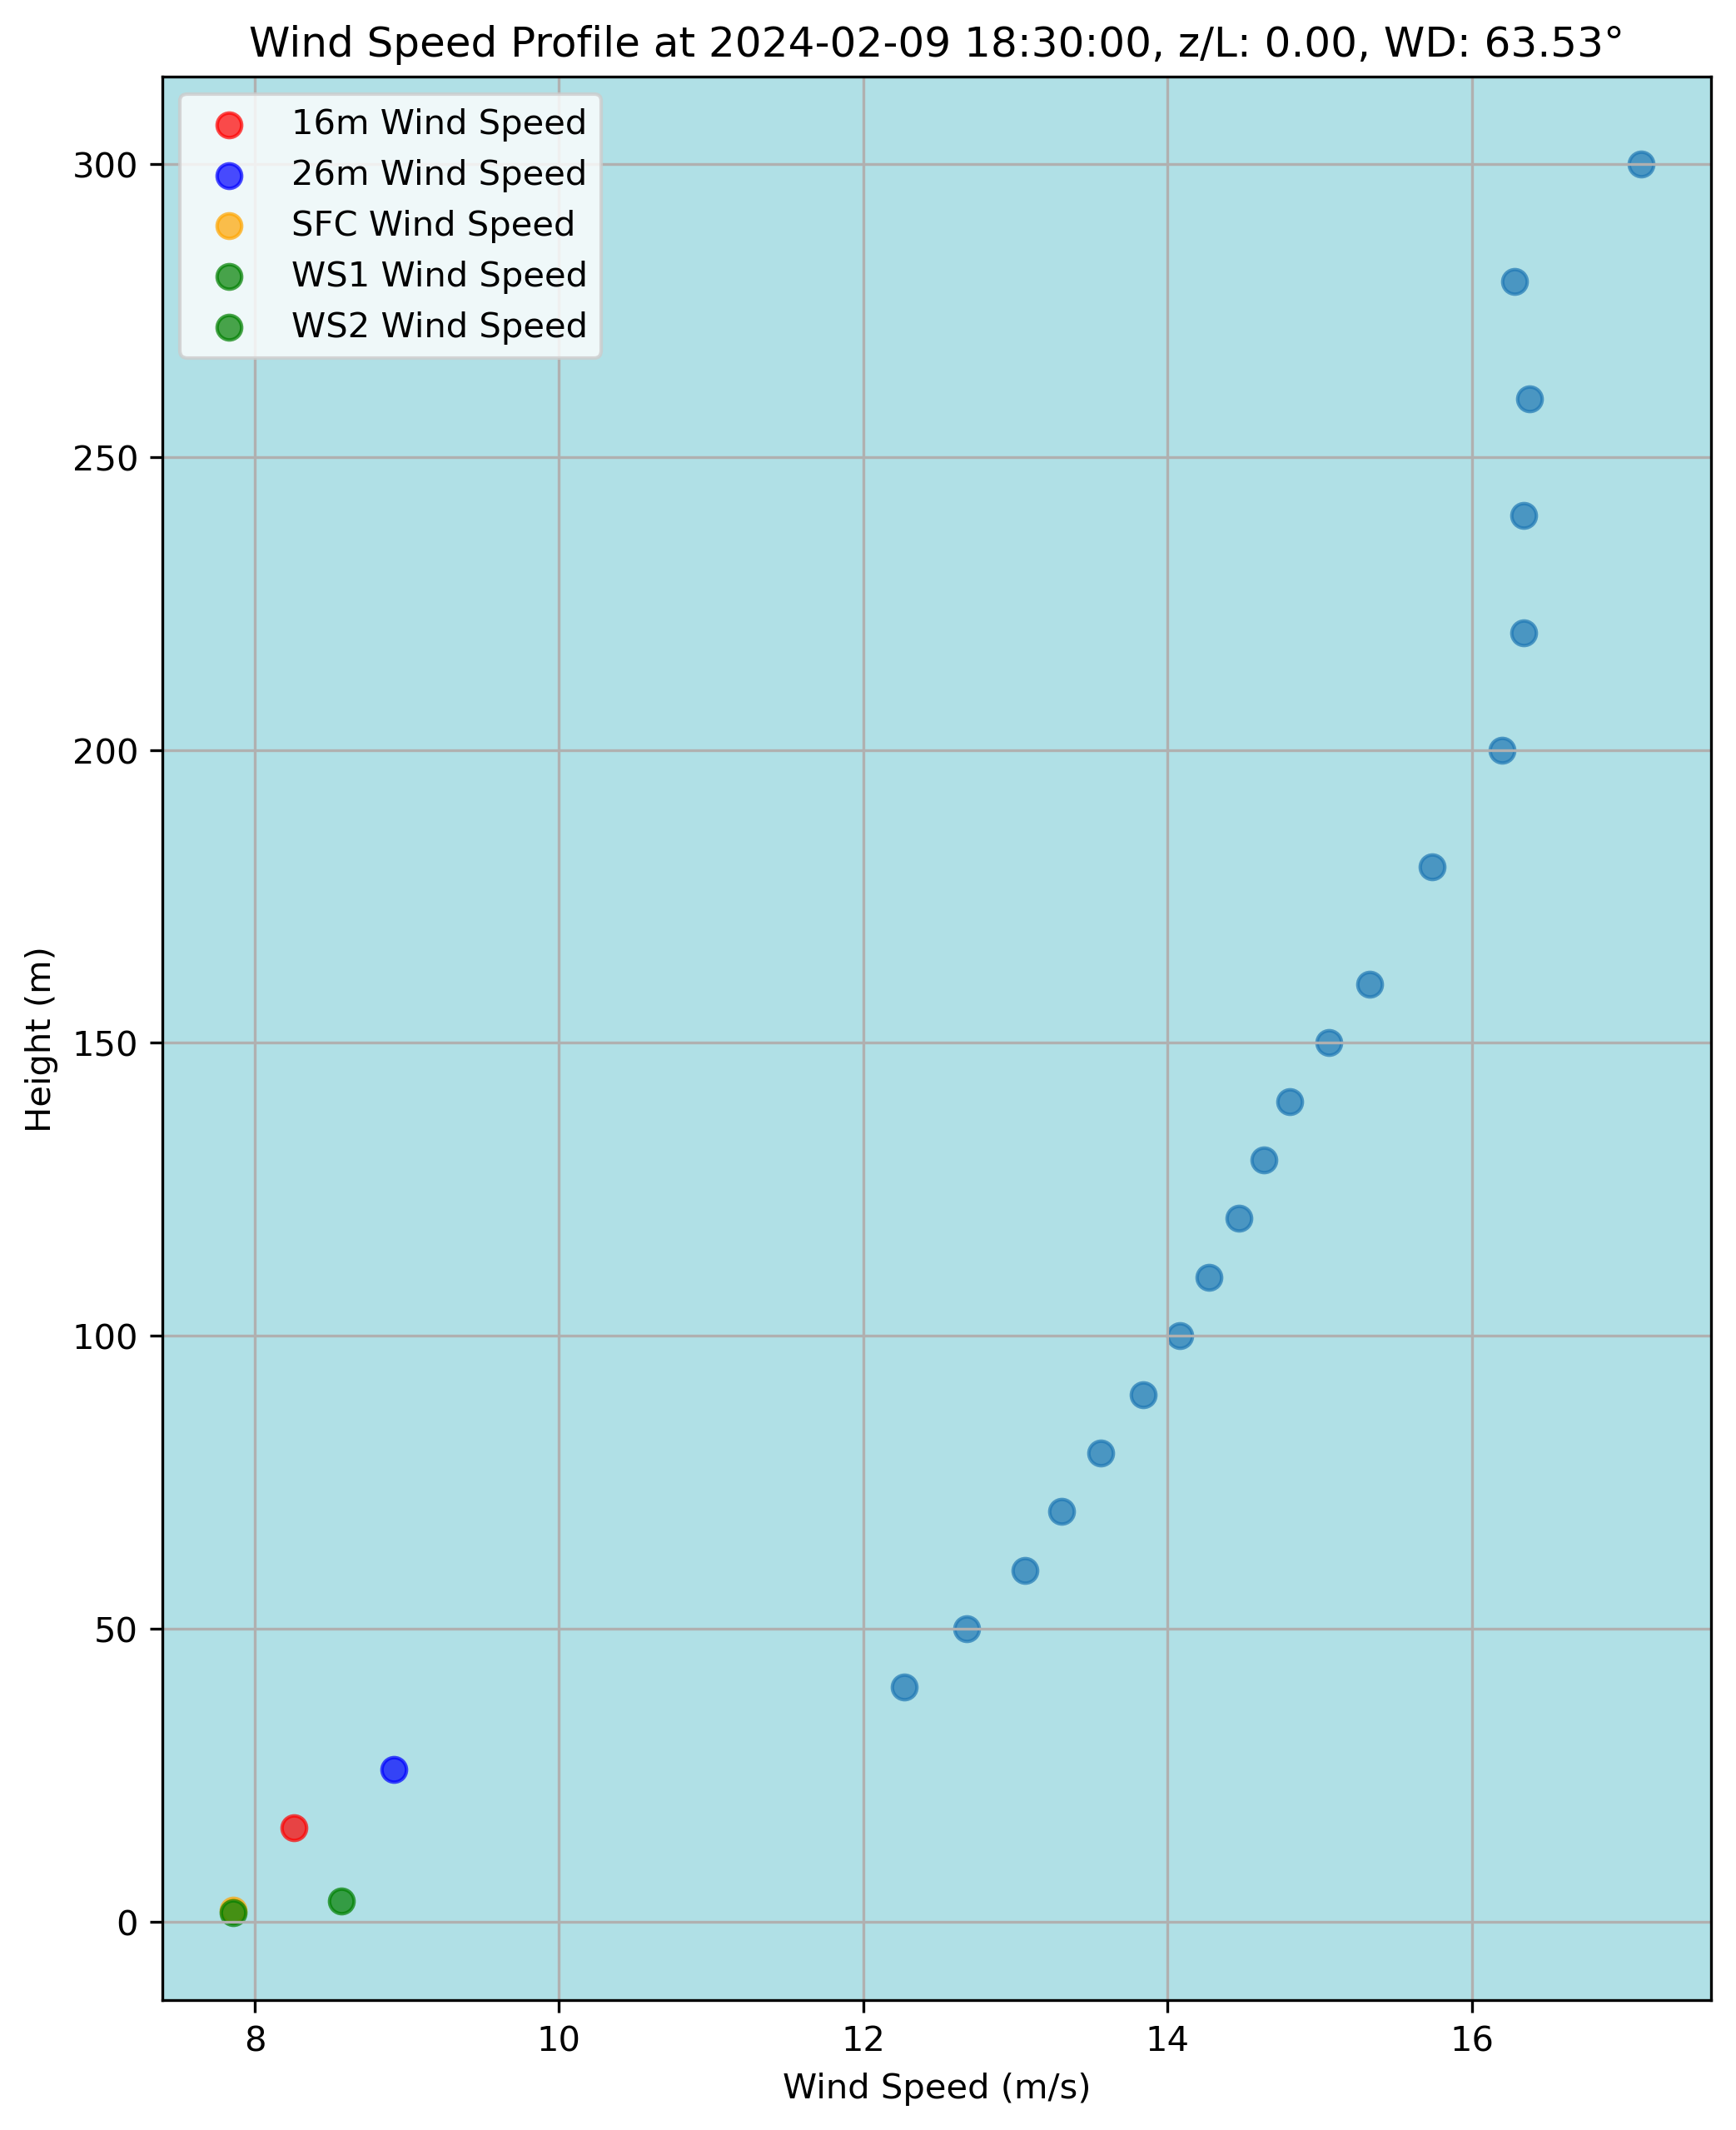 Wind Speed Profile at 2024-02-09 18:30:00, z/L: 0.00, WD: 63.53°
16m Wind Speed
26m Wind Speed
SFC Wind Speed
WS1 Wind Speed
WS2 Wind Speed
300
250
200
150
100
50
0
Height (m)
8 10 12 14 16
Wind Speed (m/s)